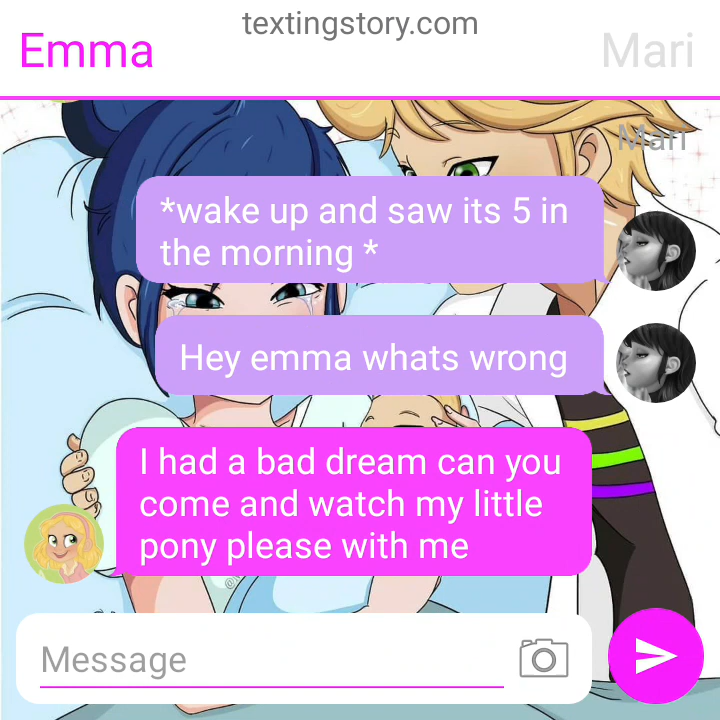 textingstory.com
Emma
Mari
Mari
*wake up and saw its 5 in
the morning *
Hey emma whats wrong
I had a bad dream can you
come and watch my little
pony please with me
Message